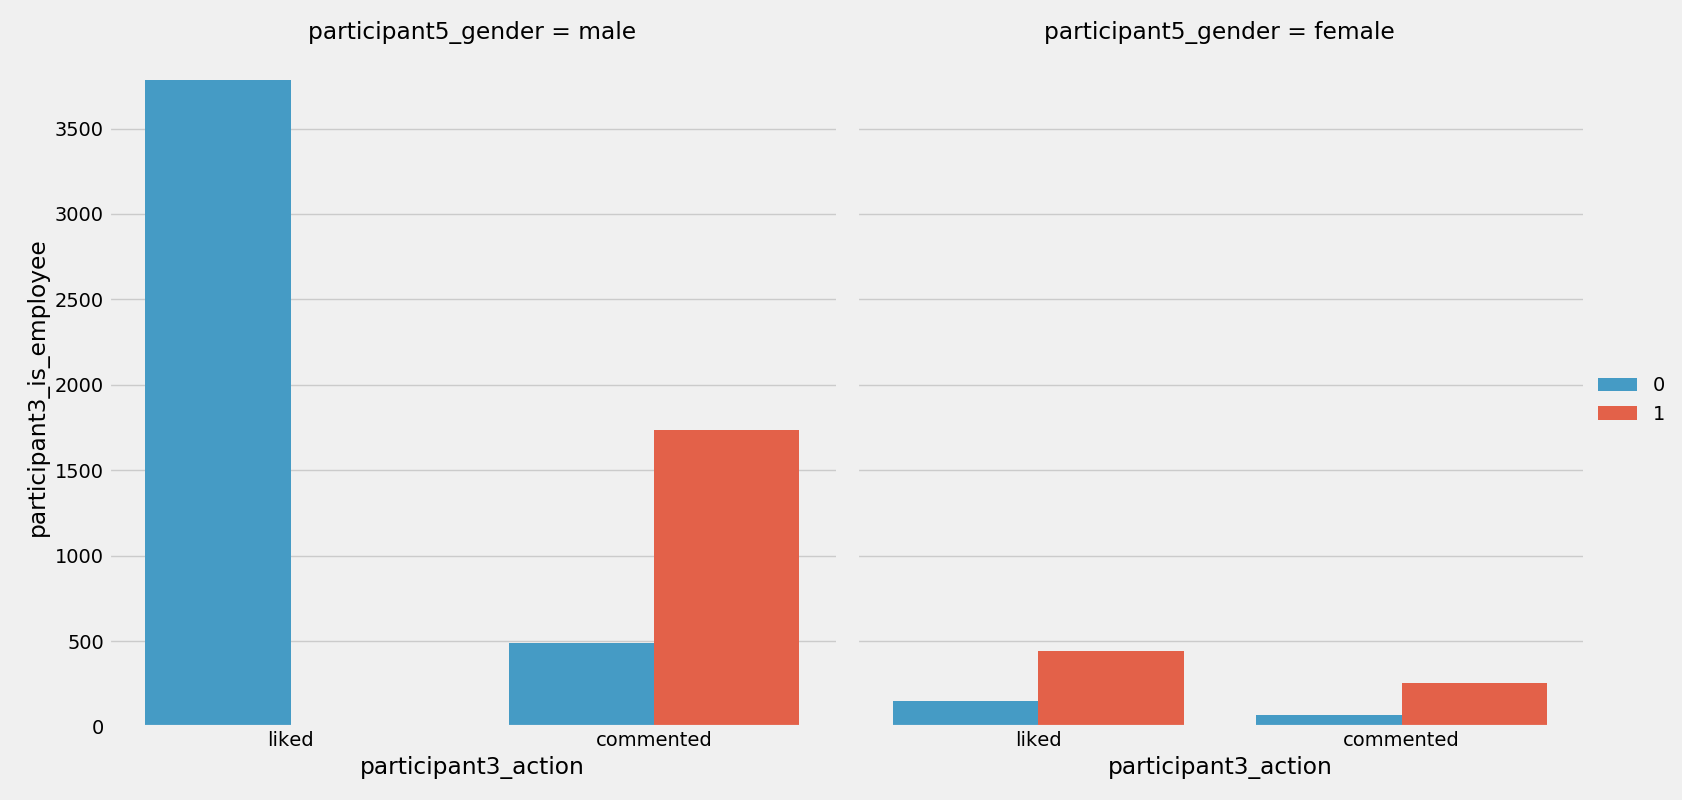 participant5_gender = male
participant5_gender = female
participant3_is_employee
3500
3000
2500
2000
1500
1000
500
0
liked
commented
liked
commented
participant3_action
participant3_action
0
1